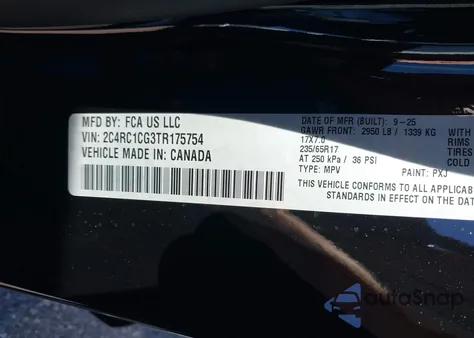 MFD BY: FCA US LLC
VIN: 2C4RC1CG3TR175754
VEHICLE MADE IN: CANADA
DATE OF MFR (BUILT): 9-25
GAWR FRONT: 2950 LB / 1339 KG WITH
17X7.0 RIMS
235/65R17 TIRES
AT 250 kPa / 36 PSI
TYPE: MPV PAINT: PXJ
THIS VEHICLE CONFORMS TO ALL APPLICAB
STANDARDS IN EFFECT ON THE DAT
autoSnap